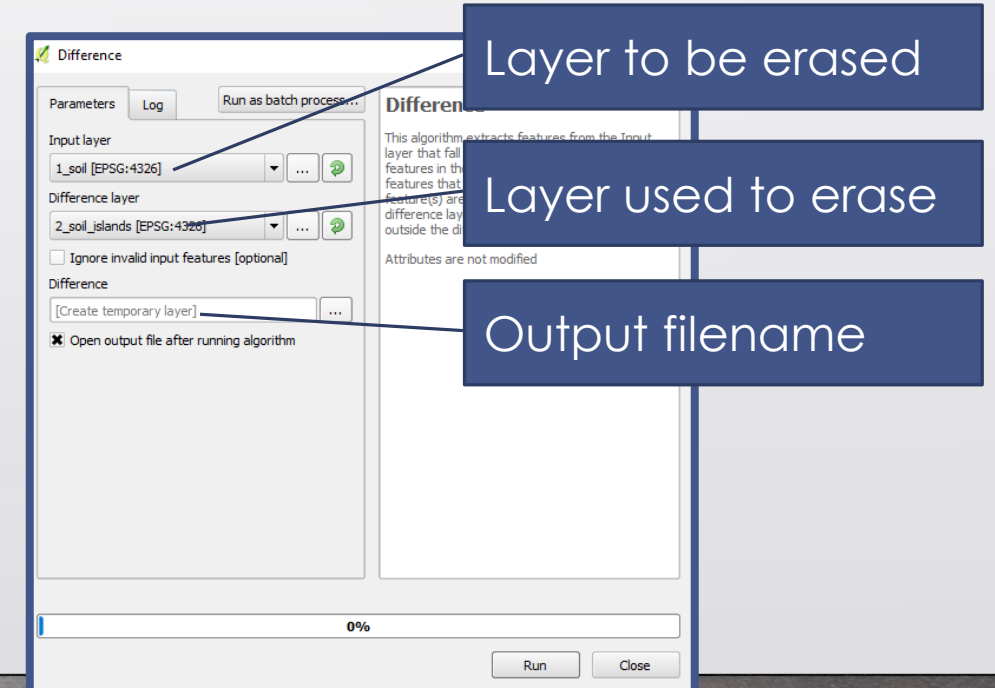 Difference
Layer to be erased
Parameters
Log
Run as batch process...
Input layer
1_soil [EPSG:4326]
...
Difference layer
2_soil_islands [EPSG:4326]
...
Ignore invalid input features [optional]
Difference
[Create temporary layer]
...
Open output file after running algorithm
This algorithm extracts features from the Input
layer that fall
features in the
features that
feature(s) are
difference
outside the
Attributes are not modified
Layer used to erase
Output filename
0%
Run
Close